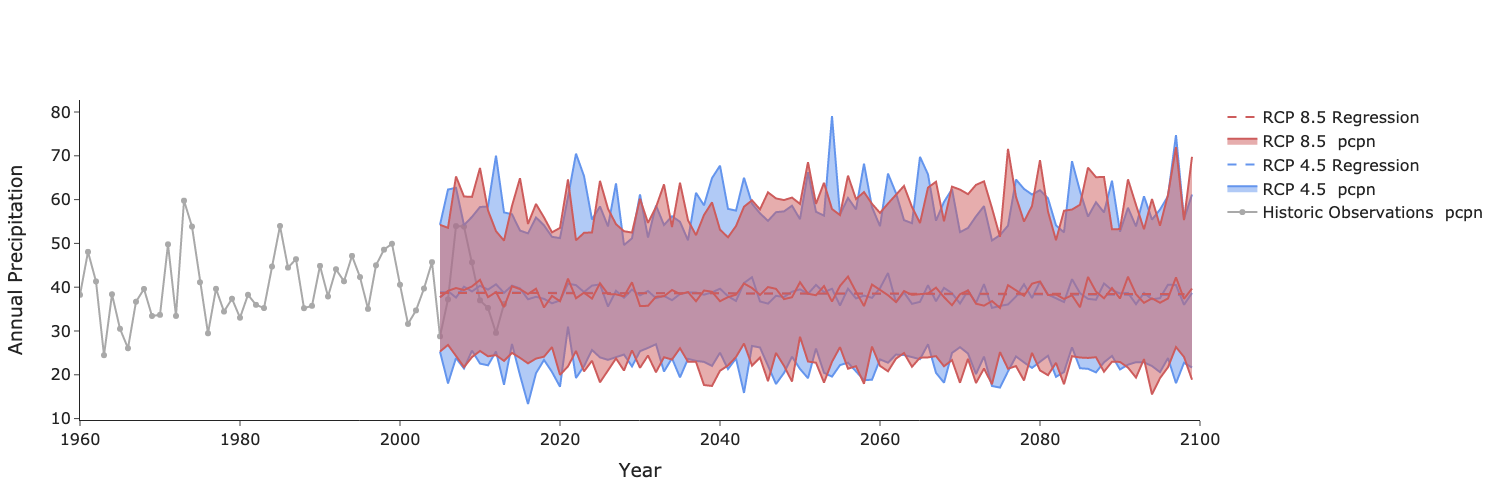 Annual Precipitation
80
70
60
50
40
30
20
10
1960 1980 2000 2020 2040 2060 2080 2100
Year
RCP 8.5 Regression
RCP 8.5 pcpn
RCP 4.5 Regression
RCP 4.5 pcpn
Historic Observations pcpn